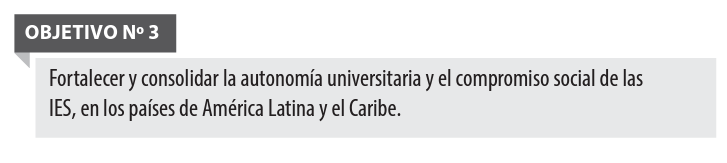 OBJETIVO Nº 3
Fortalecer y consolidar la autonomía universitaria y el compromiso social de las
IES, en los países de América Latina y el Caribe.